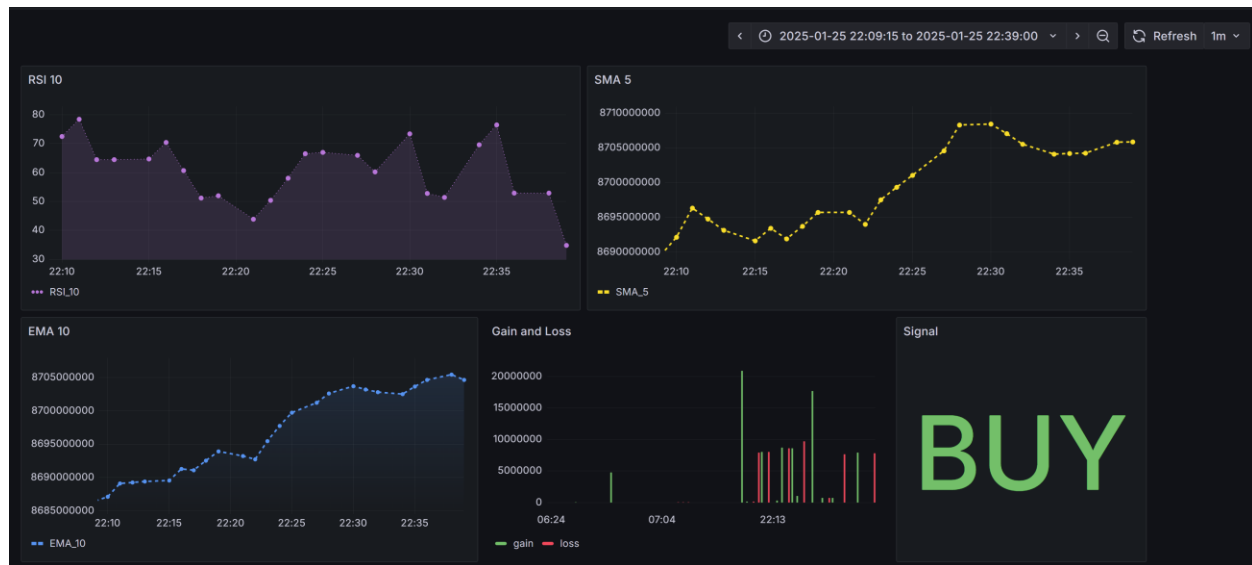 2025-01-25 22:09:15 to 2025-01-25 22:39:00
Refresh 1m
RSI 10
80
70
60
50
40
30
22:10 22:15 22:20 22:25 22:30 22:35
RSI_10
SMA 5
8710000000
8705000000
8700000000
8695000000
8690000000
22:10 22:15 22:20 22:25 22:30 22:35
SMA_5
EMA 10
8705000000
8700000000
8695000000
8690000000
8685000000
22:10 22:15 22:20 22:25 22:30 22:35
EMA_10
Gain and Loss
20000000
15000000
10000000
5000000
0
06:24 07:04 22:13
gain loss
Signal
BUY